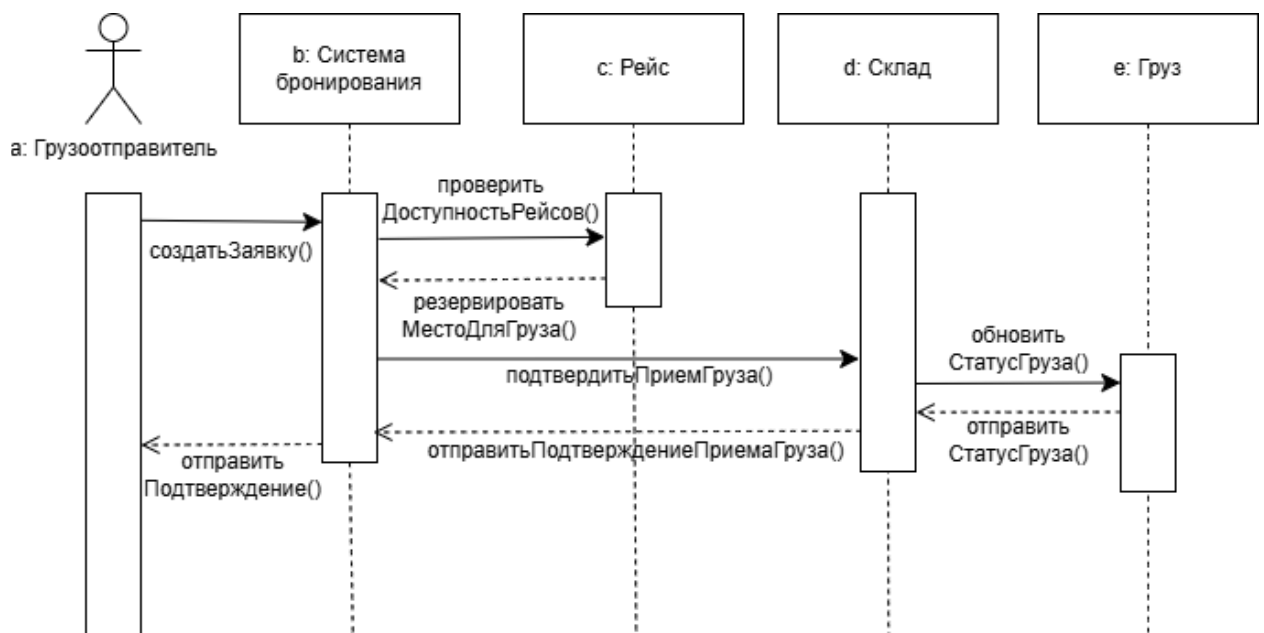 b: Система
бронирования
c: Рейс
d: Склад
e: Груз
a: Грузоотправитель
проверить
ДоступностьРейсов()
создатьЗаявку()
резервировать
МестоДляГруза()
обновить
СтатусГруза()
подтвердитьПриемГруза()
отправить
СтатусГруза()
отправитьПодтверждениеПриемаГруза()
отправить
Подтверждение()